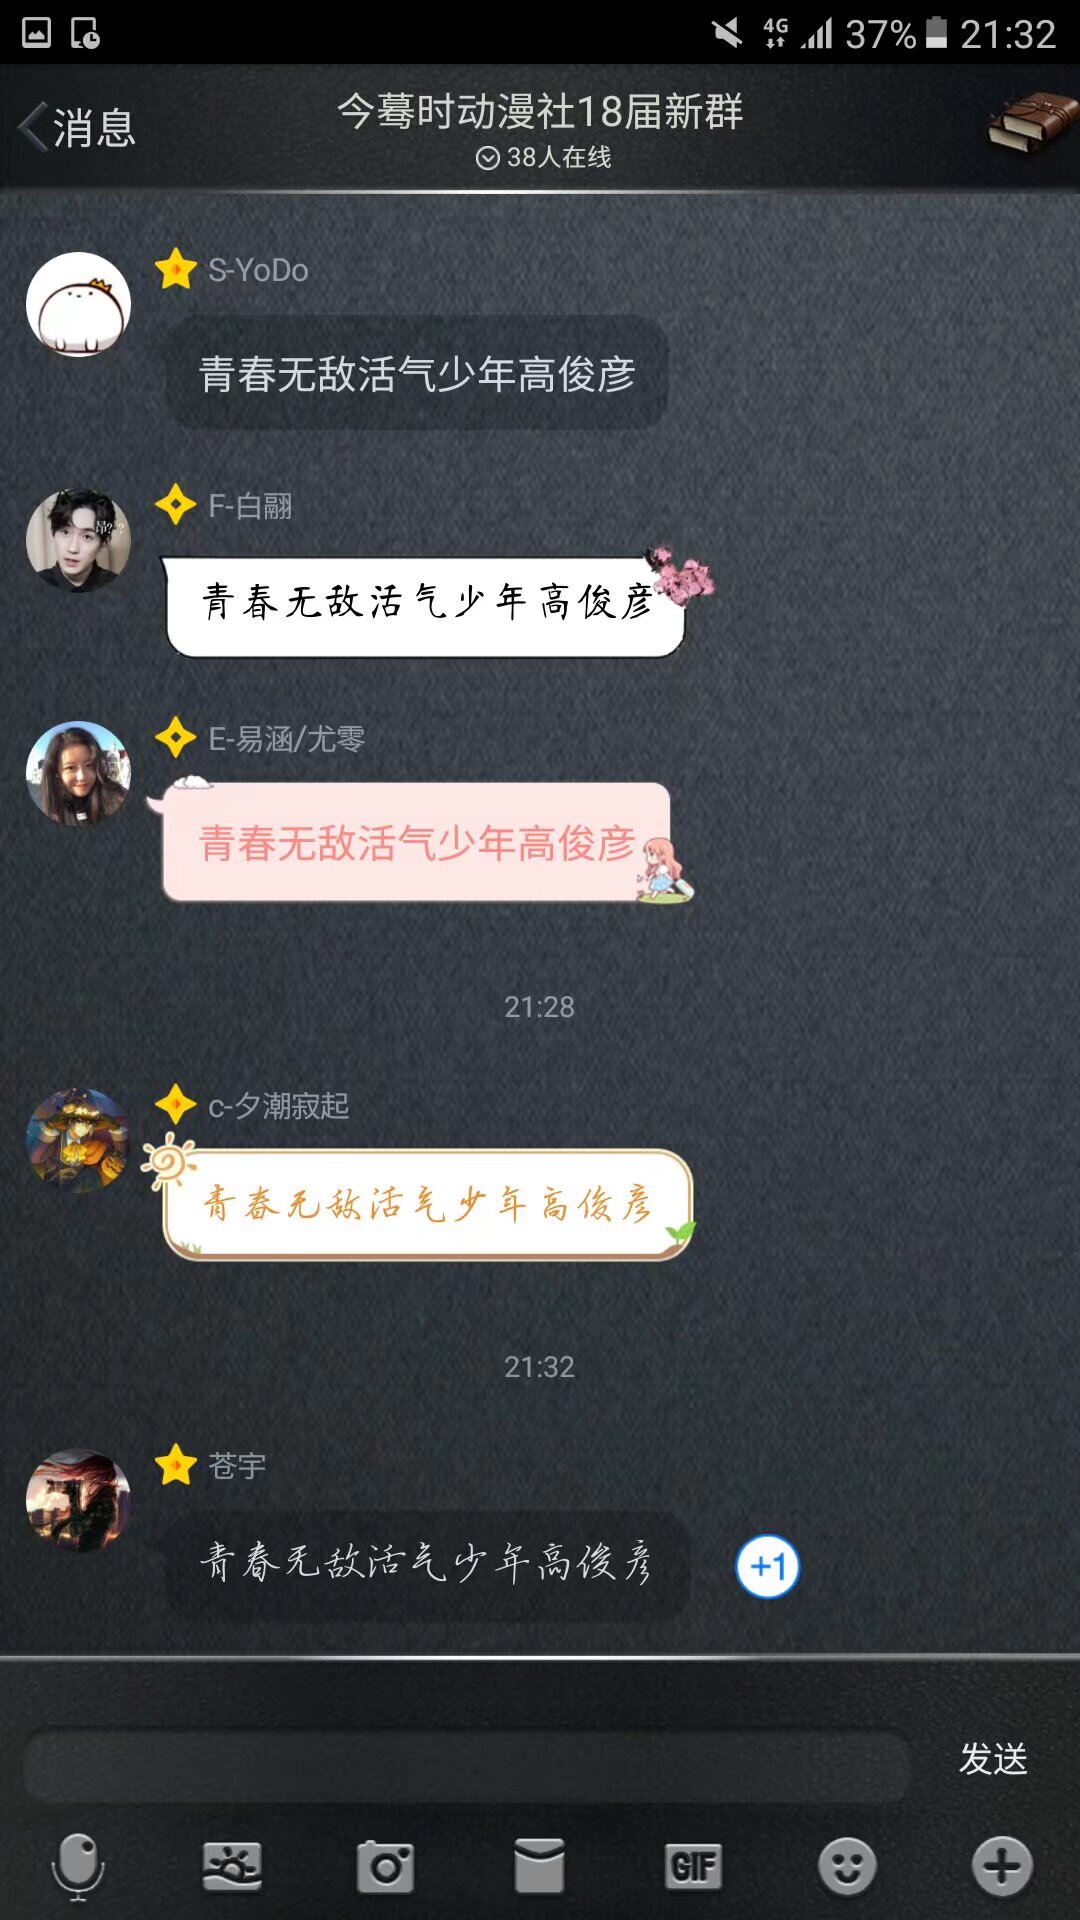 4G 37% 21:32
消息
今蓦时动漫社18届新群
38人在线
S-YoDo
青春无敌活气少年高俊彦
F-白翮
昂??
青春无敌活气少年高俊彦
E-易涵/尤零
青春无敌活气少年高俊彦
21:28
c-夕潮寂起
青春无敌活气少年高俊彦
21:32
苍宇
青春无敌活气少年高俊彦
+1
发送
GIF